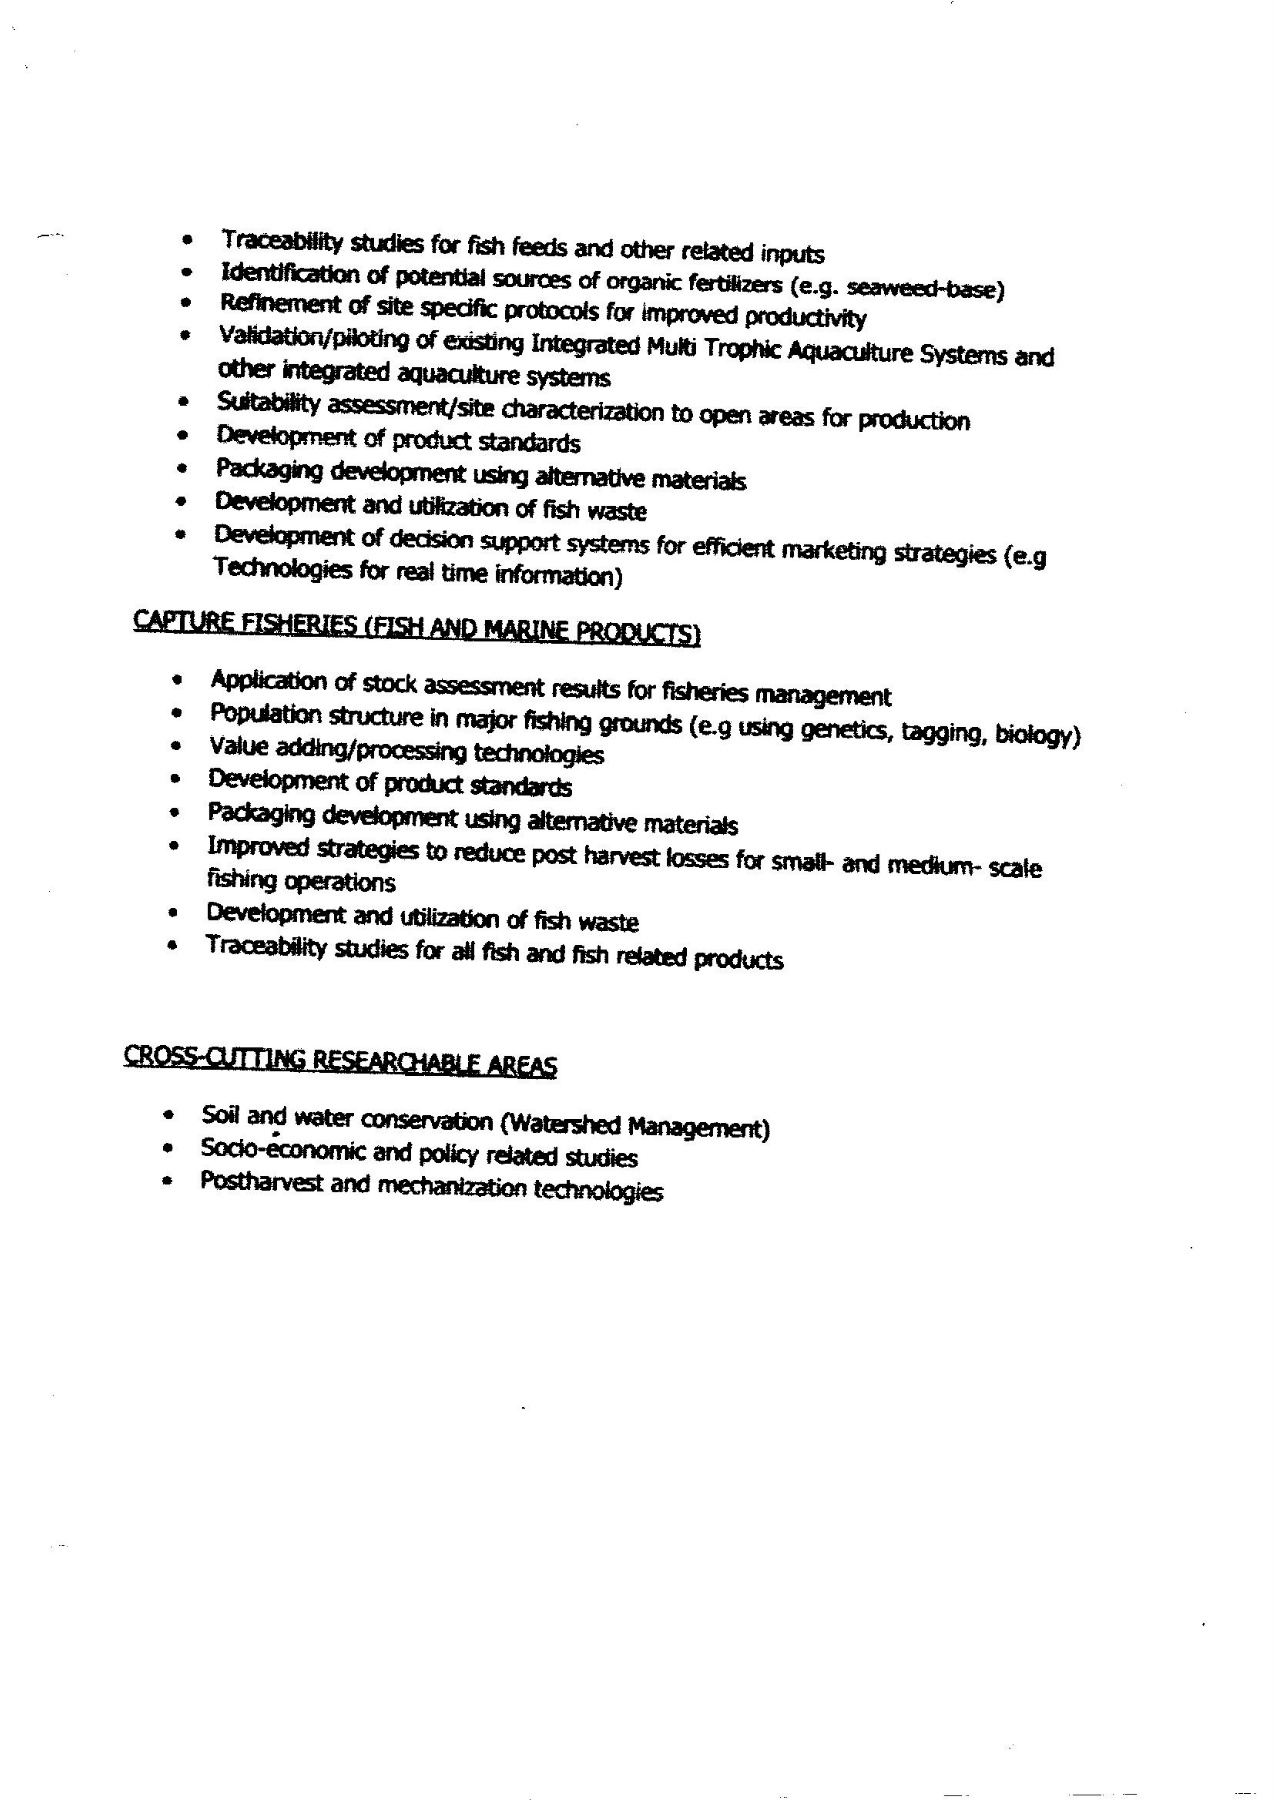 • Traceability studies for fish feeds and other related inputs
• Identification of potential sources of organic fertilizers (e.g. seaweed-base)
• Refinement of site specific protocols for improved productivity
• Validation/piloting of existing Integrated Multi Trophic Aquaculture Systems and
other integrated aquaculture systems
• Suitability assessment/site characterization to open areas for production
• Development of product standards
• Packaging development using alternative materials
• Development and utilization of fish waste
• Development of decision support systems for efficient marketing strategies (e.g
Technologies for real time information)
CAPTURE FISHERIES (FISH AND MARINE PRODUCTS)
• Application of stock assessment results for fisheries management
• Population structure in major fishing grounds (e.g using genetics, tagging, biology)
• Value adding/processing technologies
• Development of product standards
• Packaging development using alternative materials
• Improved strategies to reduce post harvest losses for small- and medium- scale
fishing operations
• Development and utilization of fish waste
• Traceability studies for all fish and fish related products
CROSS-CUTTING RESEARCHABLE AREAS
• Soil and water conservation (Watershed Management)
• Socio-economic and policy related studies
• Postharvest and mechanization technologies